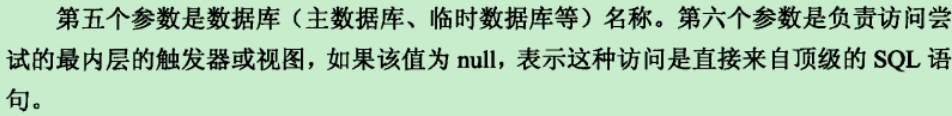 第五个参数是数据库（主数据库、临时数据库等）名称。第六个参数是负责访问尝
试的最内层的触发器或视图，如果该值为 null，表示这种访问是直接来自顶级的 SQL 语
句。